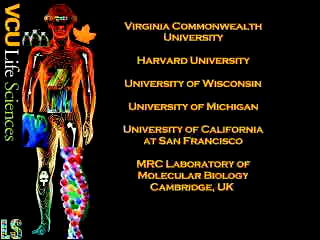 VCU Life Sciences
Virginia Commonwealth
University
Harvard University
University of Wisconsin
University of Michigan
University of California
at San Francisco
MRC Laboratory of
Molecular Biology
Cambridge, UK
LS